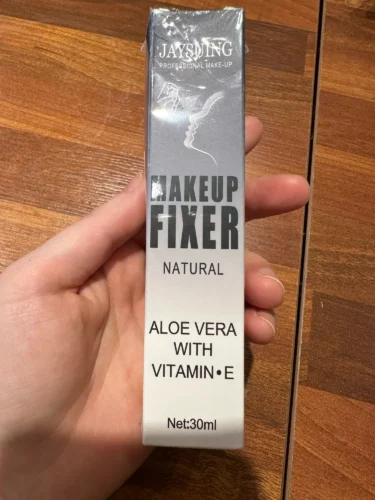 JAYSUING
PROFESSIONAL MAKE-UP
MAKEUP
FIXER
NATURAL
ALOE VERA
WITH
VITAMIN•E
Net:30ml